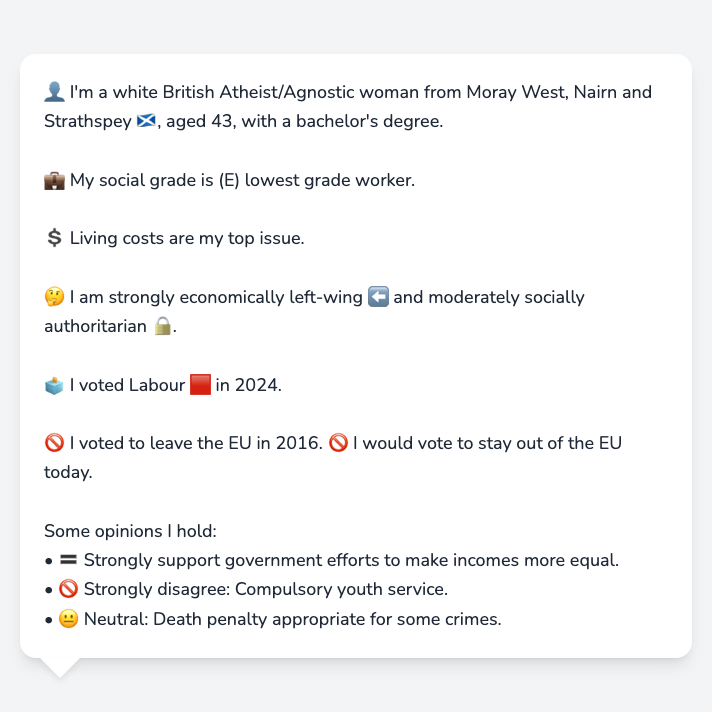 👤 I'm a white British Atheist/Agnostic woman from Moray West, Nairn and
Strathspey 🏴󠁧󠁢󠁳󠁣󠁴󠁿, aged 43, with a bachelor's degree.
💼 My social grade is (E) lowest grade worker.
💲 Living costs are my top issue.
🤔 I am strongly economically left-wing ⬅️ and moderately socially
authoritarian 🔒.
🗳️ I voted Labour 🟥 in 2024.
🚫 I voted to leave the EU in 2016. 🚫 I would vote to stay out of the EU
today.
Some opinions I hold:
• 🟰 Strongly support government efforts to make incomes more equal.
• 🚫 Strongly disagree: Compulsory youth service.
• 😐 Neutral: Death penalty appropriate for some crimes.